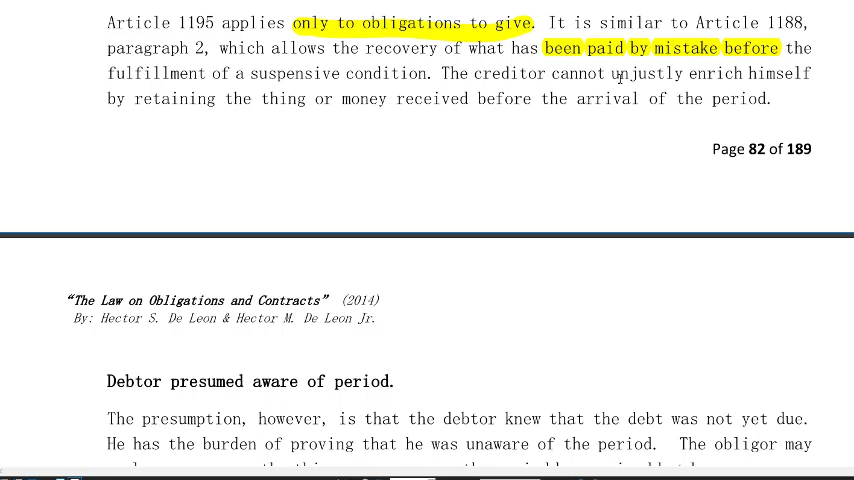 Article 1195 applies only to obligations to give. It is similar to Article 1188,
paragraph 2, which allows the recovery of what has been paid by mistake before the
fulfillment of a suspensive condition. The creditor cannot unjustly enrich himself
by retaining the thing or money received before the arrival of the period.
Page 82 of 189
“The Law on Obligations and Contracts” (2014)
By: Hector S. De Leon & Hector M. De Leon Jr.
Debtor presumed aware of period.
The presumption, however, is that the debtor knew that the debt was not yet due.
He has the burden of proving that he was unaware of the period. The obligor may